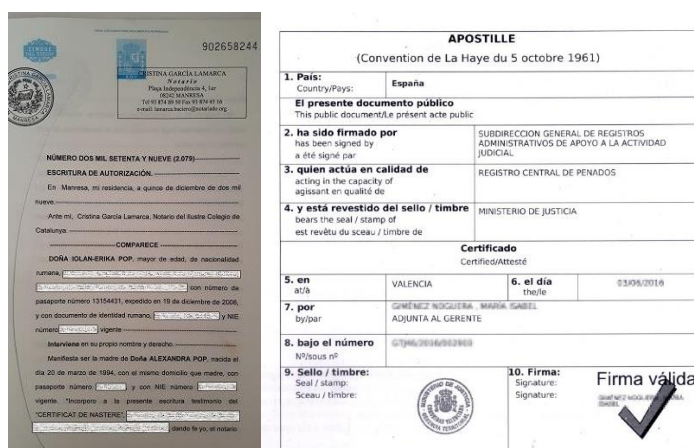 902658244
CRISTINA GARCÍA LAMARCA
Notario
Plaça Independència 4, 1er
08242 MANRESA
NÚMERO DOS MIL SETENTA Y NUEVE (2.079)
ESCRITURA DE AUTORIZACIÓN.
En Manresa, mi residencia, a quince de diciembre de dos mil
nueve.
Ante mi, Cristina García Lamarca, Notario del Ilustre Colegio de
Catalunya.
COMPARECE
DOÑA IOLAN-ERIKA POP, mayor de edad, de nacionalidad
rumana,
con número de
pasaporte número 13154431, expedido en 19 de diciembre de 2006,
y con documento de identidad rumano, y NIE
número vigente
Interviene en su propio nombre y derecho.
Manifiesta ser la madre de Doña ALEXANDRA POP, nacida el
día 20 de marzo de 1994, con el mismo domicilio que madre, con
pasaporte número y con NIE número
vigente. "Incorporo a la presente escritura testimonio del
"CERTIFICAT DE NASTERE",
dando fe yo, el notario
APOSTILLE
(Convention de La Haye du 5 octobre 1961)
1. País:
Country/Pays:
España
El presente documento público
This public document/Le présent acte public
2. ha sido firmado por
has been signed by
a été signé par
SUBDIRECCION GENERAL DE REGISTROS
ADMINISTRATIVOS DE APOYO A LA ACTIVIDAD
JUDICIAL
3. quien actúa en calidad de
acting in the capacity of
agissant en qualité de
REGISTRO CENTRAL DE PENADOS
4. y está revestido del sello / timbre
bears the seal / stamp of
est revêtu du sceau / timbre de
MINISTERIO DE JUSTICIA
Certificado
Certified/Attesté
5. en
at/à
VALENCIA
6. el día
the/le
03/06/2016
7. por
by/par
GIMÉNEZ NOGUERA, MARÍA ISABEL
ADJUNTA AL GERENTE
8. bajo el número
Nº/sous nº
9. Sello / timbre:
Seal / stamp:
Sceau / timbre:
10. Firma:
Signature:
Signature:
Firma válida